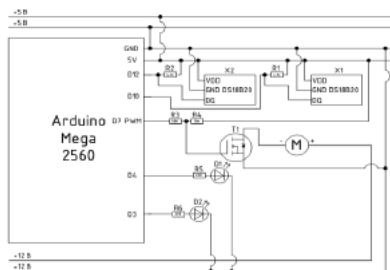 +5 В
+5 В
GND
5V
D12
D10
D7 PWM
D4
D3
Arduino
Mega
2560
R2
X2
VDD
GND DS18B20
DQ
R1
X1
VDD
GND DS18B20
DQ
R3
R4
T1
- M +
R5
D1
R6
D2
+12 В
+12 В